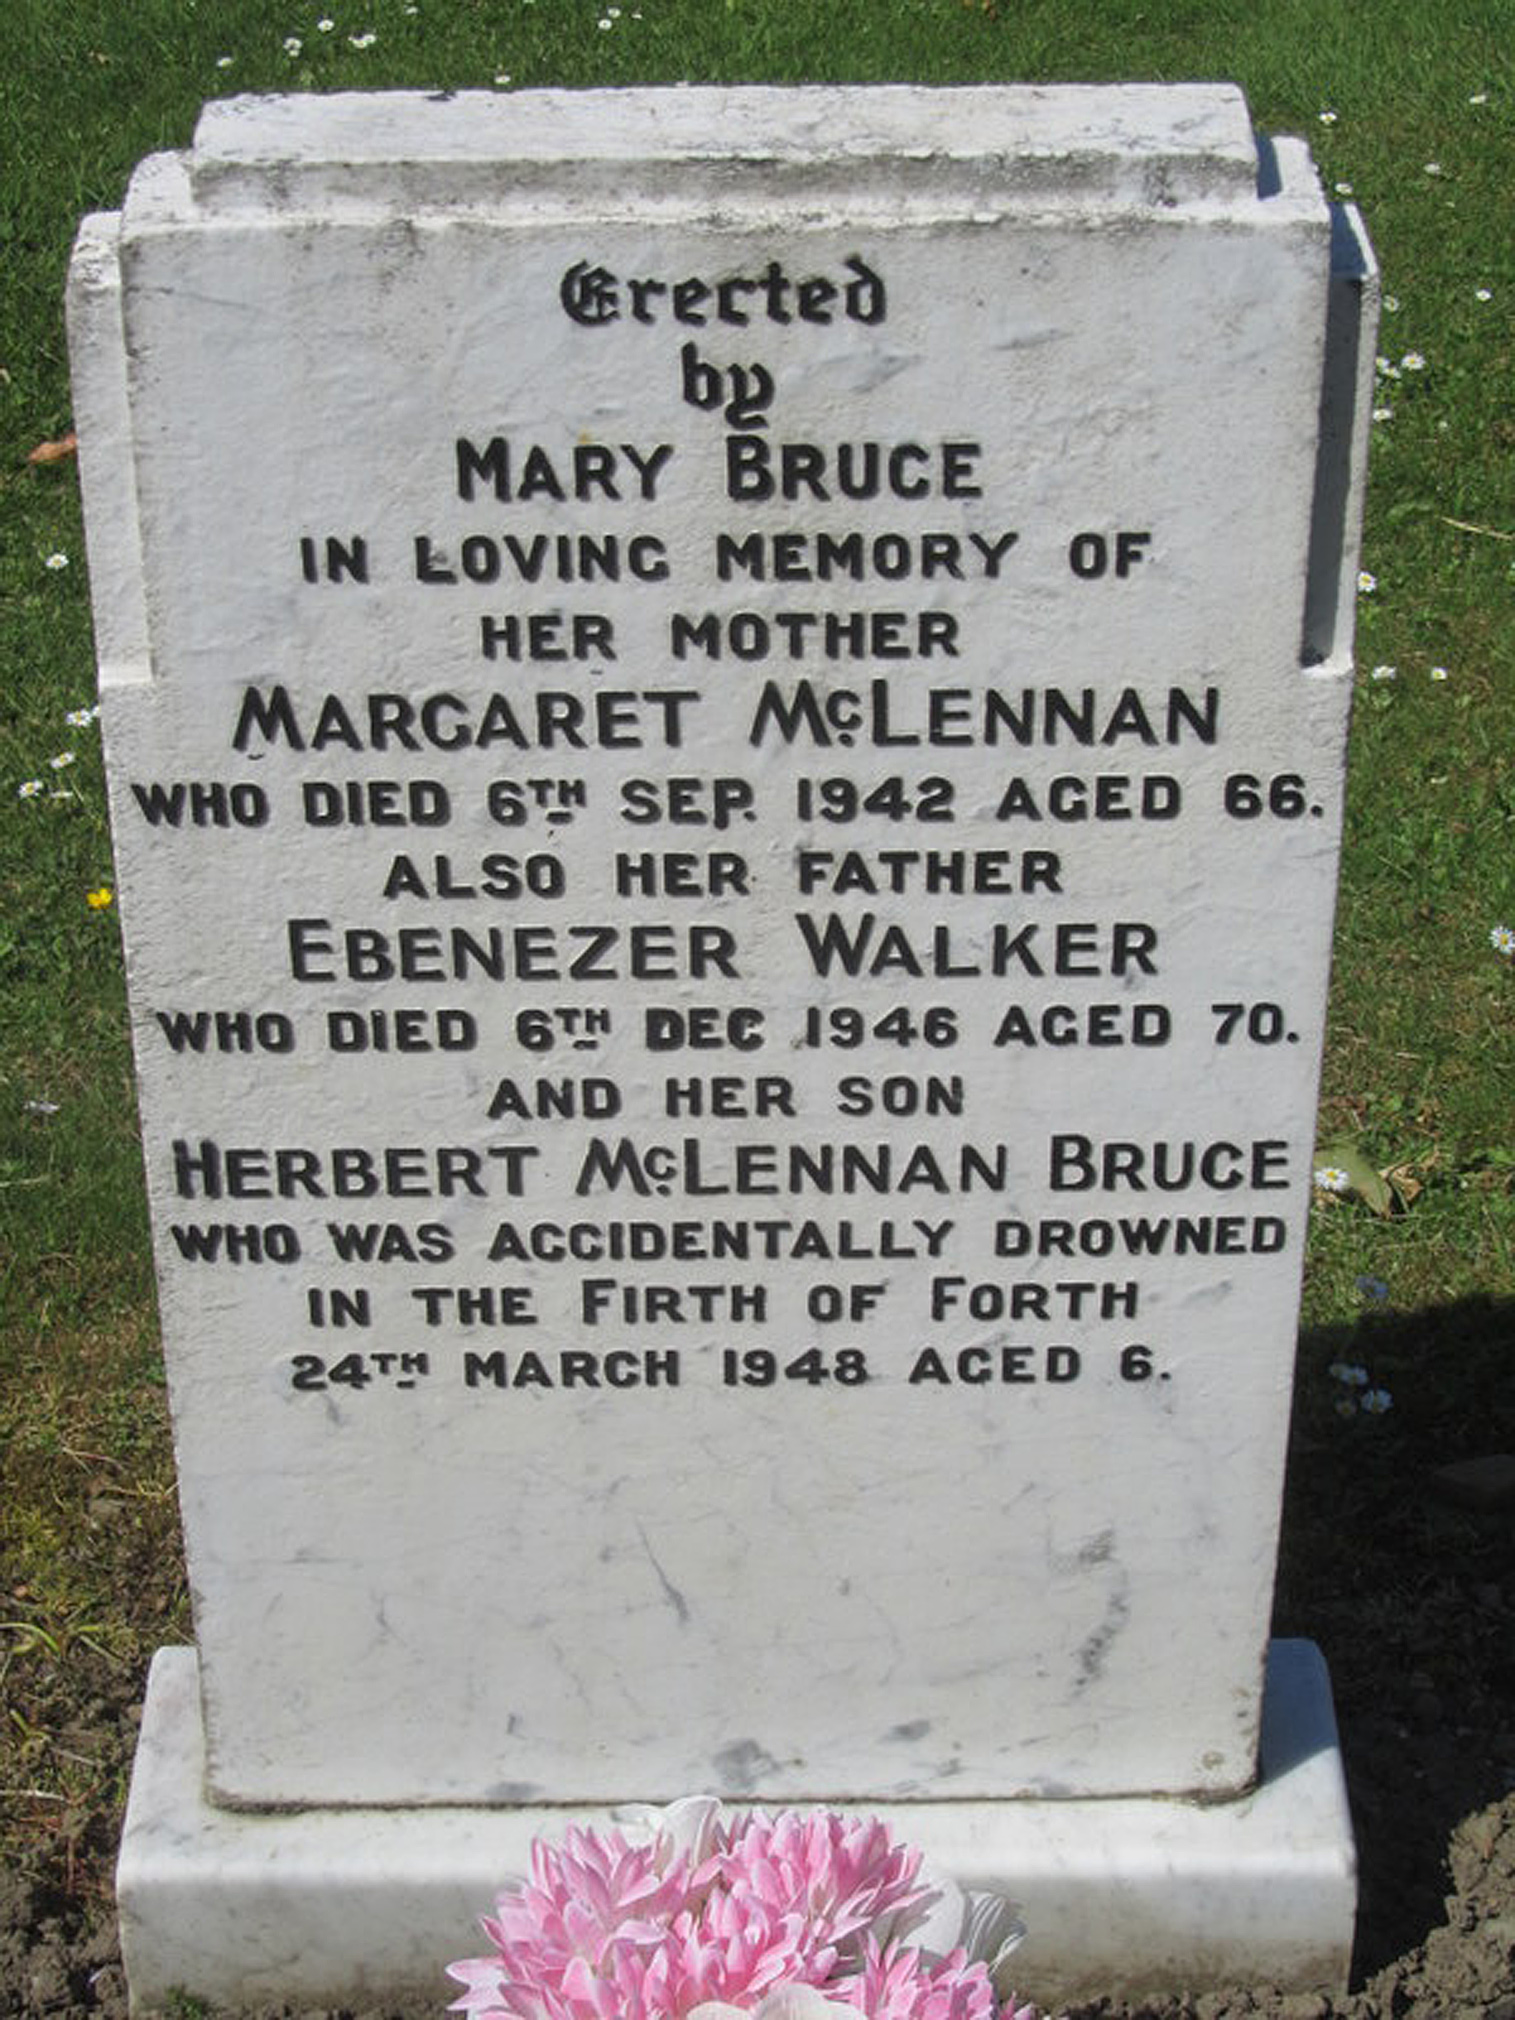 Erected
by
MARY BRUCE
IN LOVING MEMORY OF
HER MOTHER
MARGARET McLENNAN
WHO DIED 6TH SEP. 1942 AGED 66.
ALSO HER FATHER
EBENEZER WALKER
WHO DIED 6TH DEC 1946 AGED 70.
AND HER SON
HERBERT McLENNAN BRUCE
WHO WAS ACCIDENTALLY DROWNED
IN THE FIRTH OF FORTH
24TH MARCH 1948 AGED 6.